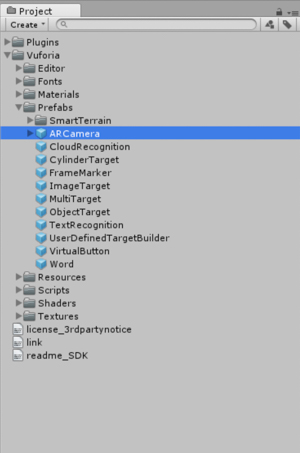 Project
Create
Plugins
Vuforia
Editor
Fonts
Materials
Prefabs
SmartTerrain
ARCamera
CloudRecognition
CylinderTarget
FrameMarker
ImageTarget
MultiTarget
ObjectTarget
TextRecognition
UserDefinedTargetBuilder
VirtualButton
Word
Resources
Scripts
Shaders
Textures
license_3rdpartynotice
link
readme_SDK